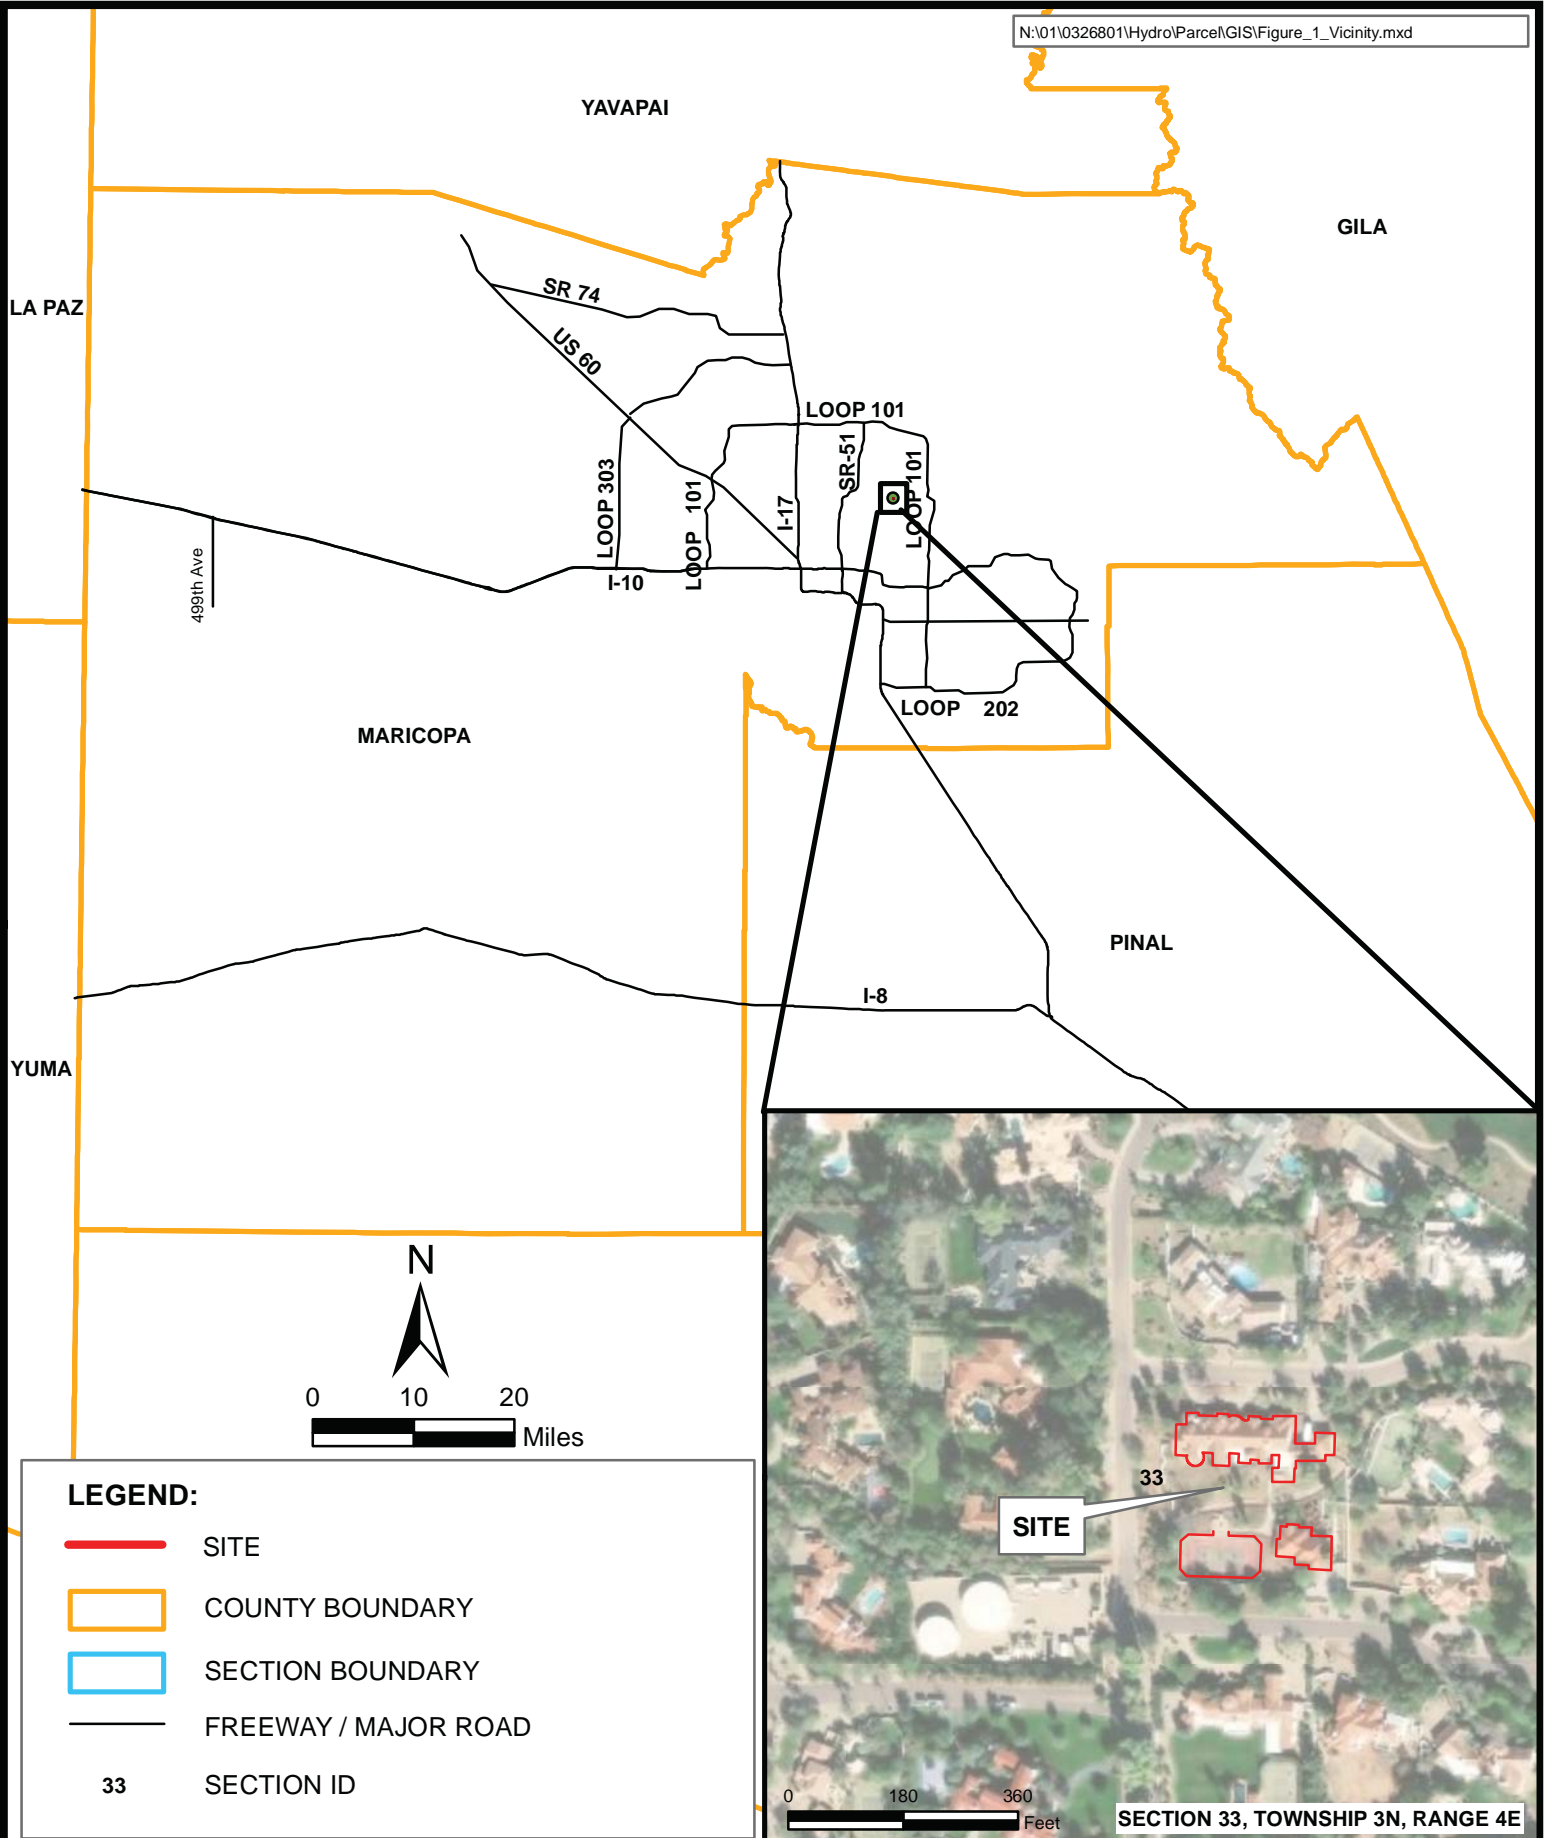 N:\01\0326801\Hydro\Parcel\GIS\Figure_1_Vicinity.mxd
YAVAPAI
GILA
LA PAZ
SR 74
US 60
LOOP 101
SR-51
LOOP 303
LOOP 101
I-17
LOOP 101
499th Ave
I-10
LOOP 202
MARICOPA
PINAL
I-8
YUMA
N
0 10 20
Miles
LEGEND:
SITE
COUNTY BOUNDARY
SECTION BOUNDARY
FREEWAY / MAJOR ROAD
33 SECTION ID
33
SITE
0 180 360
Feet
SECTION 33, TOWNSHIP 3N, RANGE 4E